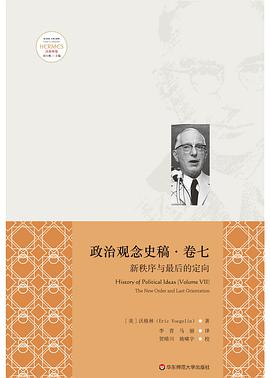 HERMES
政治观念史稿·卷七
新秩序与最后的定向
History of Political Ideas (Volume VII)
The New Order and Last Orientation
[美] 沃格林 (Eric Voegelin) 著
李晋 马丽 译
贺晴川 姚啸宇 校
华东师范大学出版社